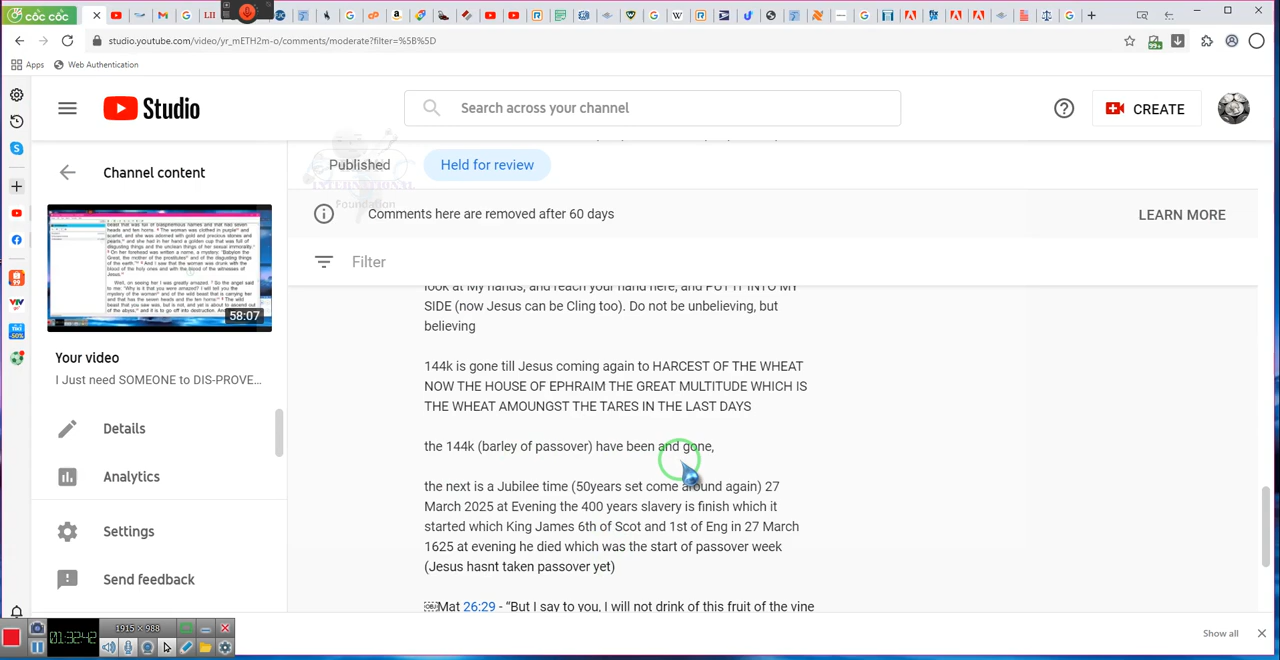 CỐC CỐC
studio.youtube.com/video/yr_mETH2m-o/comments/moderate?filter=%5B%5D
Apps Web Authentication
Studio
Search across your channel
CREATE
Channel content
58:07
Your video
I Just need SOMEONE to DIS-PROVE...
Details
Analytics
Settings
Send feedback
Published
Held for review
INTERNATIONAL
Foundation
Comments here are removed after 60 days
LEARN MORE
Filter
look at My hands, and reach your hand here, and PUT IT INTO MY
SIDE (now Jesus can be Cling too). Do not be unbelieving, but
believing
144k is gone till Jesus coming again to HARCEST OF THE WHEAT
NOW THE HOUSE OF EPHRAIM THE GREAT MULTITUDE WHICH IS
THE WHEAT AMOUNGST THE TARES IN THE LAST DAYS
the 144k (barley of passover) have been and gone,
the next is a Jubilee time (50years set come around again) 27
March 2025 at Evening the 400 years slavery is finish which it
started which King James 6th of Scot and 1st of Eng in 27 March
1625 at evening he died which was the start of passover week
(Jesus hasnt taken passover yet)
Mat 26:29 - “But I say to you, I will not drink of this fruit of the vine
1915 × 988
01:32:42
Show all